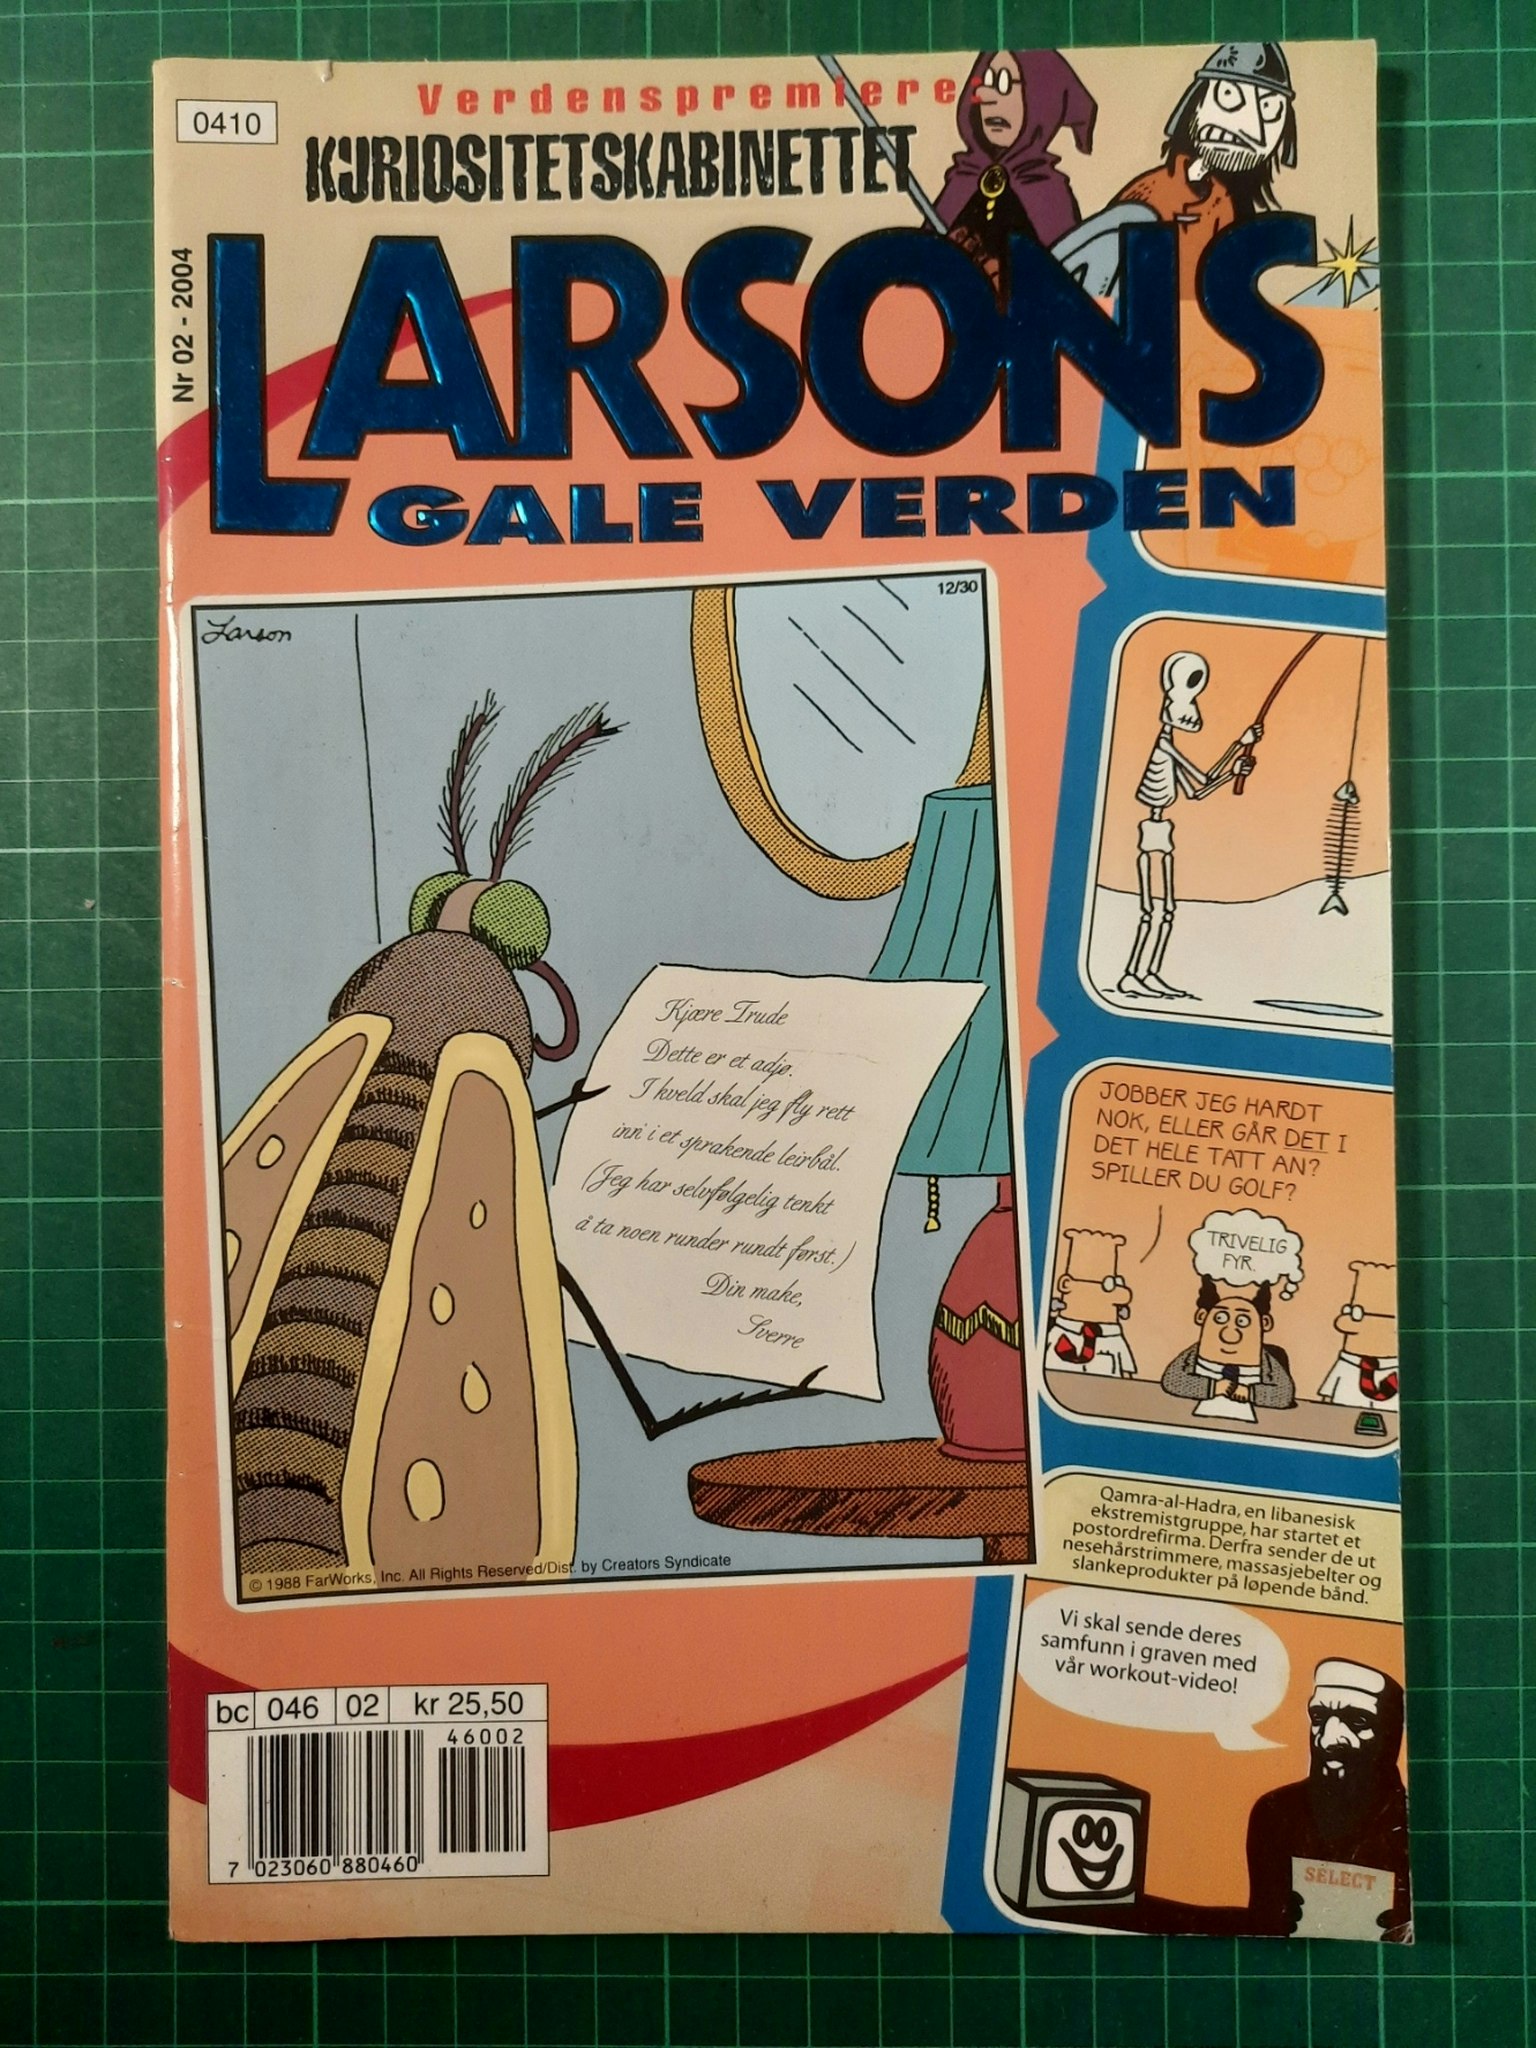 Verdenspremiere
0410
KURIOSITETSKABINETTET
Nr 02 - 2004
LARSONS
GALE VERDEN
Larson
12/30
Kjære Trude
Dette er et adjø.
I kveld skal jeg fly rett
inn i et sprakende leirbål.
(Jeg har selvfølgelig tenkt
å ta noen runder rundt først.)
Din make,
Sverre
© 1988 FarWorks, Inc. All Rights Reserved/Dist. by Creators Syndicate
JOBBER JEG HARDT
NOK, ELLER GÅR DET I
DET HELE TATT AN?
SPILLER DU GOLF?
TRIVELIG
FYR.
Qamra-al-Hadra, en libanesisk
ekstremistgruppe, har startet et
postordrefirma. Derfra sender de ut
nesehårstrimmere, massasjebelter og
slankeprodukter på løpende bånd.
Vi skal sende deres
samfunn i graven med
vår workout-video!
SELECT
bc 046 02 kr 25,50
46002
7 023060 880460